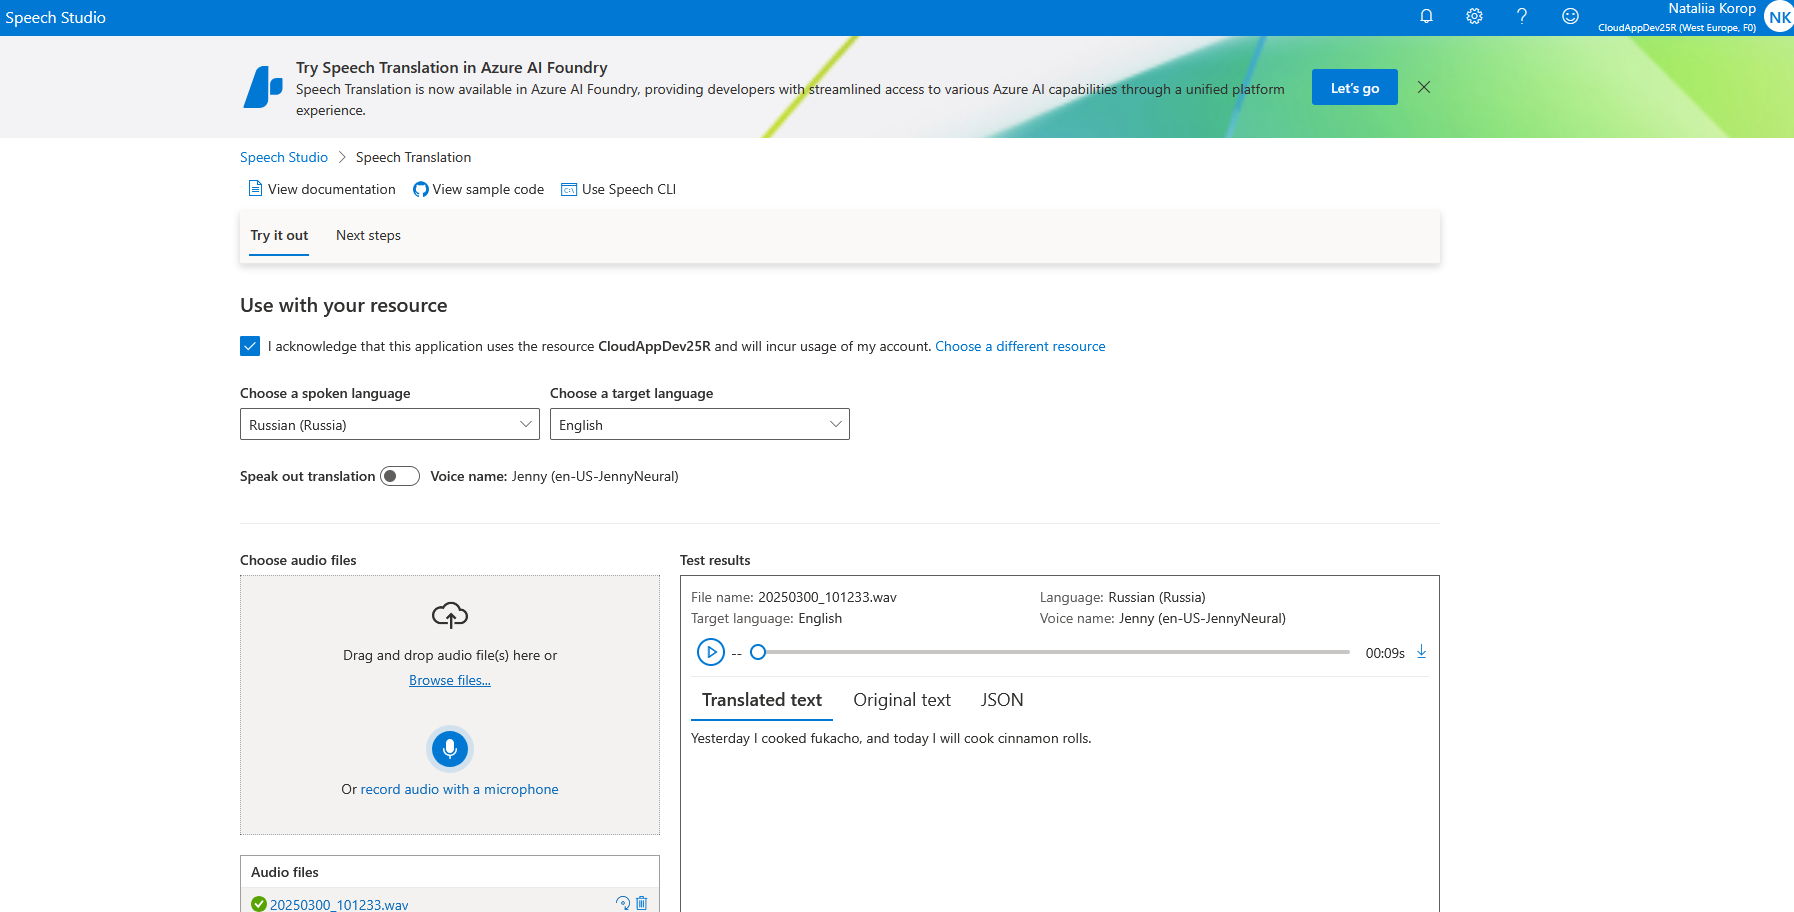 Speech Studio
Nataliia Korop
CloudAppDev25R (West Europe, F0)
NK
Try Speech Translation in Azure AI Foundry
Speech Translation is now available in Azure AI Foundry, providing developers with streamlined access to various Azure AI capabilities through a unified platform
experience.
Let's go
Speech Studio > Speech Translation
View documentation View sample code Use Speech CLI
Try it out Next steps
Use with your resource
I acknowledge that this application uses the resource CloudAppDev25R and will incur usage of my account. Choose a different resource
Choose a spoken language Choose a target language
Russian (Russia) English
Speak out translation Voice name: Jenny (en-US-JennyNeural)
Choose audio files
Drag and drop audio file(s) here or
Browse files...
Or record audio with a microphone
Audio files
20250300_101233.wav
Test results
File name: 20250300_101233.wav Language: Russian (Russia)
Target language: English Voice name: Jenny (en-US-JennyNeural)
-- 00:09s
Translated text Original text JSON
Yesterday I cooked fukacho, and today I will cook cinnamon rolls.